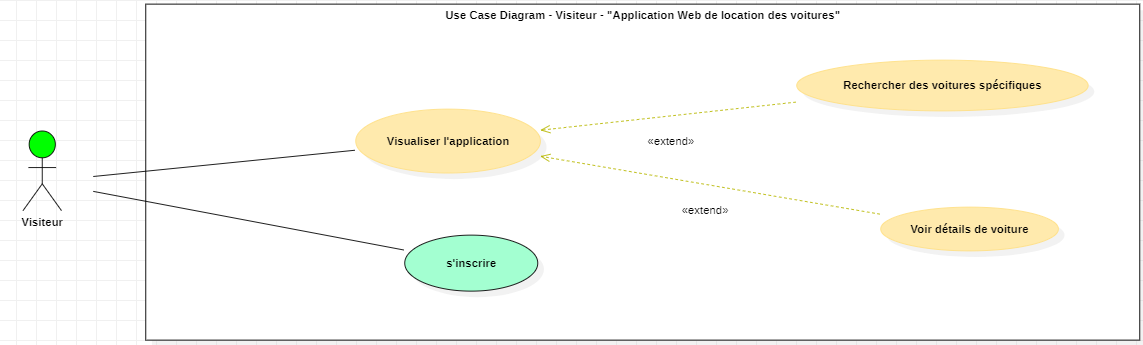 Use Case Diagram - Visiteur - "Application Web de location des voitures"
Rechercher des voitures spécifiques
Visualiser l'application
«extend»
«extend»
Visiteur
Voir détails de voiture
s'inscrire